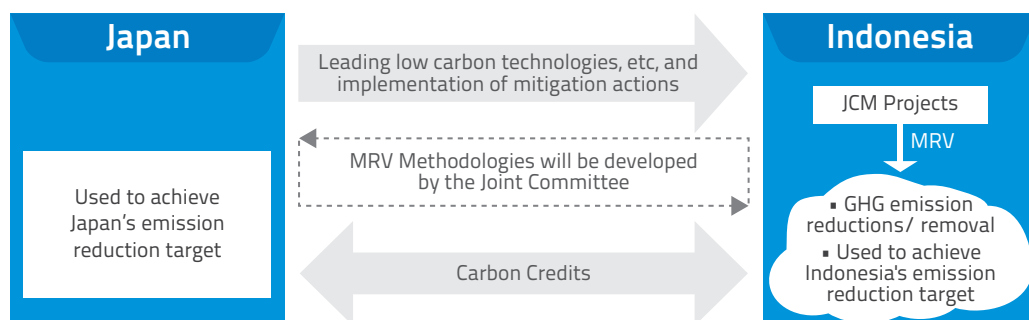 Japan
Used to achieve
Japan's emission
reduction target
Leading low carbon technologies, etc, and
implementation of mitigation actions
MRV Methodologies will be developed
by the Joint Committee
Carbon Credits
Indonesia
JCM Projects
MRV
▪ GHG emission
reductions/ removal
▪ Used to achieve
Indonesia's emission
reduction target